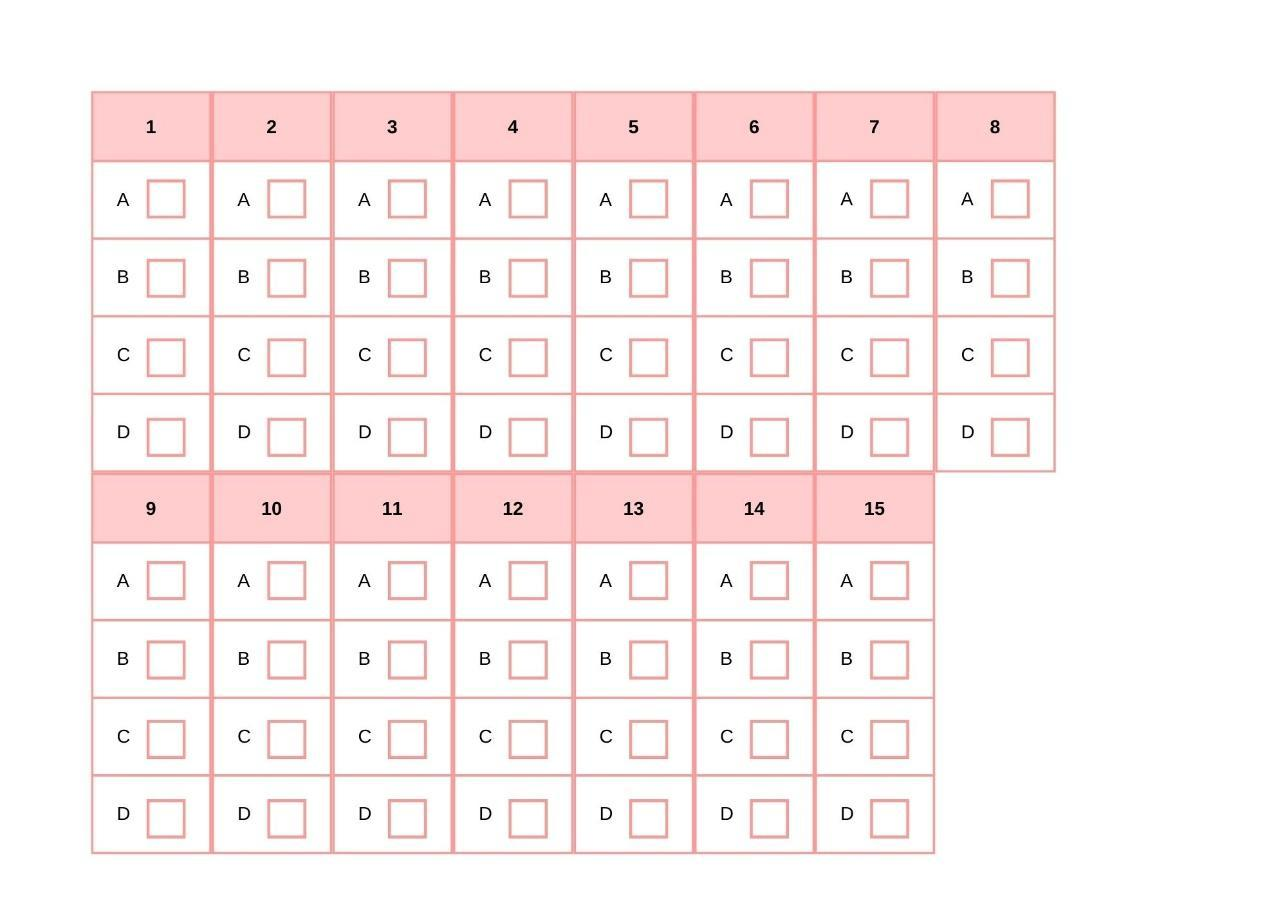 1 2 3 4 5 6 7 8
A A A A A A A A
B B B B B B B B
C C C C C C C C
D D D D D D D D
9 10 11 12 13 14 15
A A A A A A A
B B B B B B B
C C C C C C C
D D D D D D D